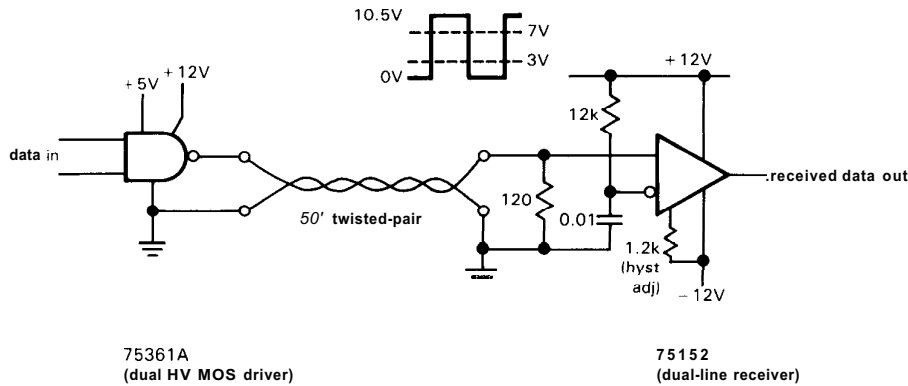 10.5V
7V
3V
0V
+5V
+12V
data in
50' twisted-pair
+12V
12k
120
0.01
1.2k
(hyst
adj)
−12V
.received data out
75361A
(dual HV MOS driver)
75152
(dual-line receiver)